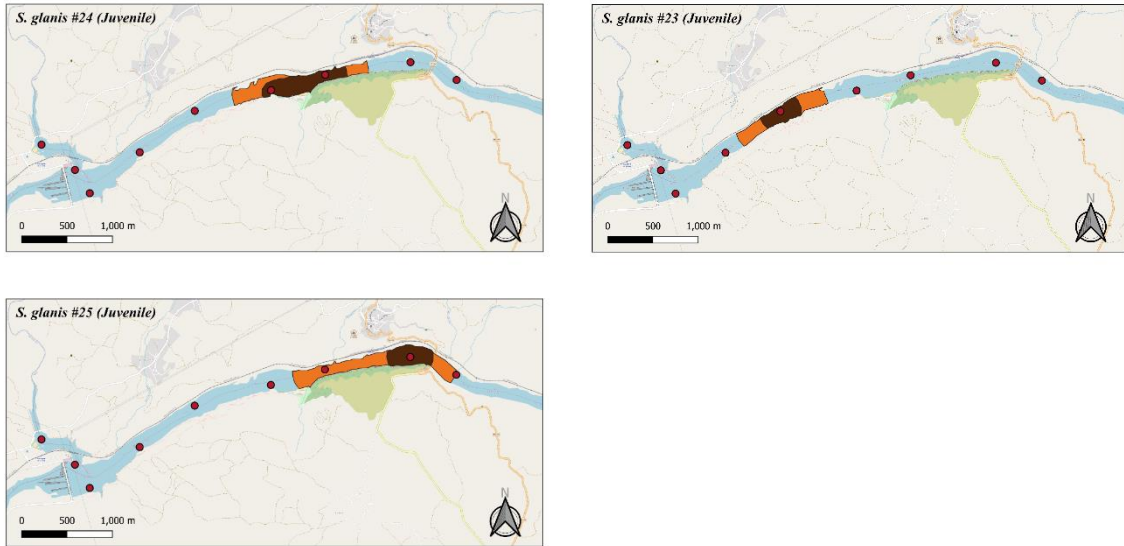 S. glanis #24 (Juvenile)
N
0 500 1,000 m
S. glanis #23 (Juvenile)
N
0 500 1,000 m
S. glanis #25 (Juvenile)
N
0 500 1,000 m